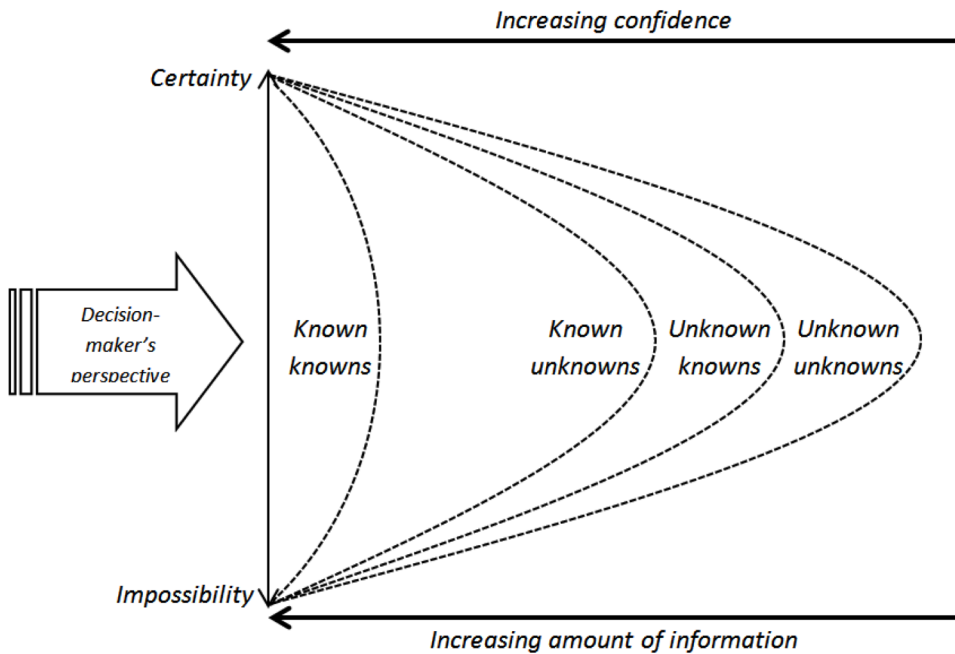 Increasing confidence
Certainty
Decision-
maker's
perspective
Known
knowns
Known
unknowns
Unknown
knowns
Unknown
unknowns
Impossibility
Increasing amount of information